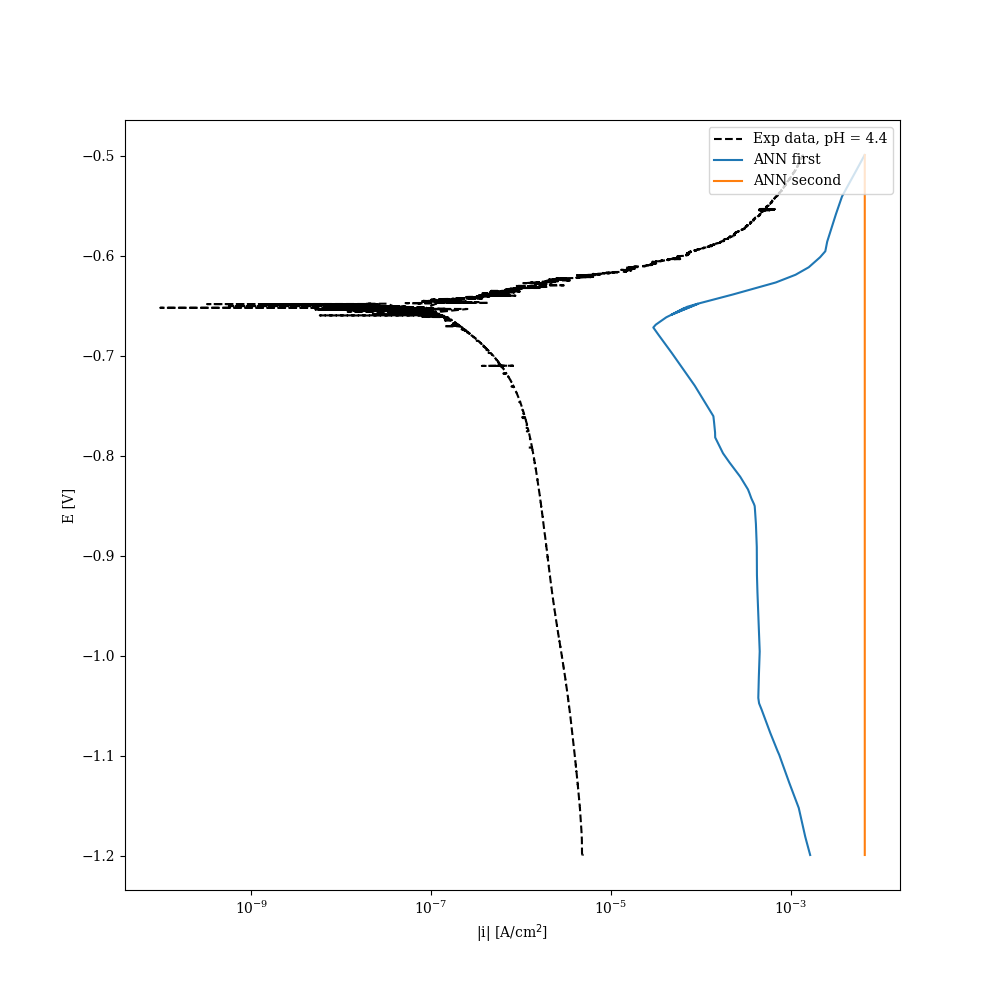 Exp data, pH = 4.4
ANN first
ANN second
−0.5
−0.6
−0.7
−0.8
−0.9
−1.0
−1.1
−1.2
E [V]
10⁻⁹
10⁻⁷
10⁻⁵
10⁻³
|i| [A/cm²]